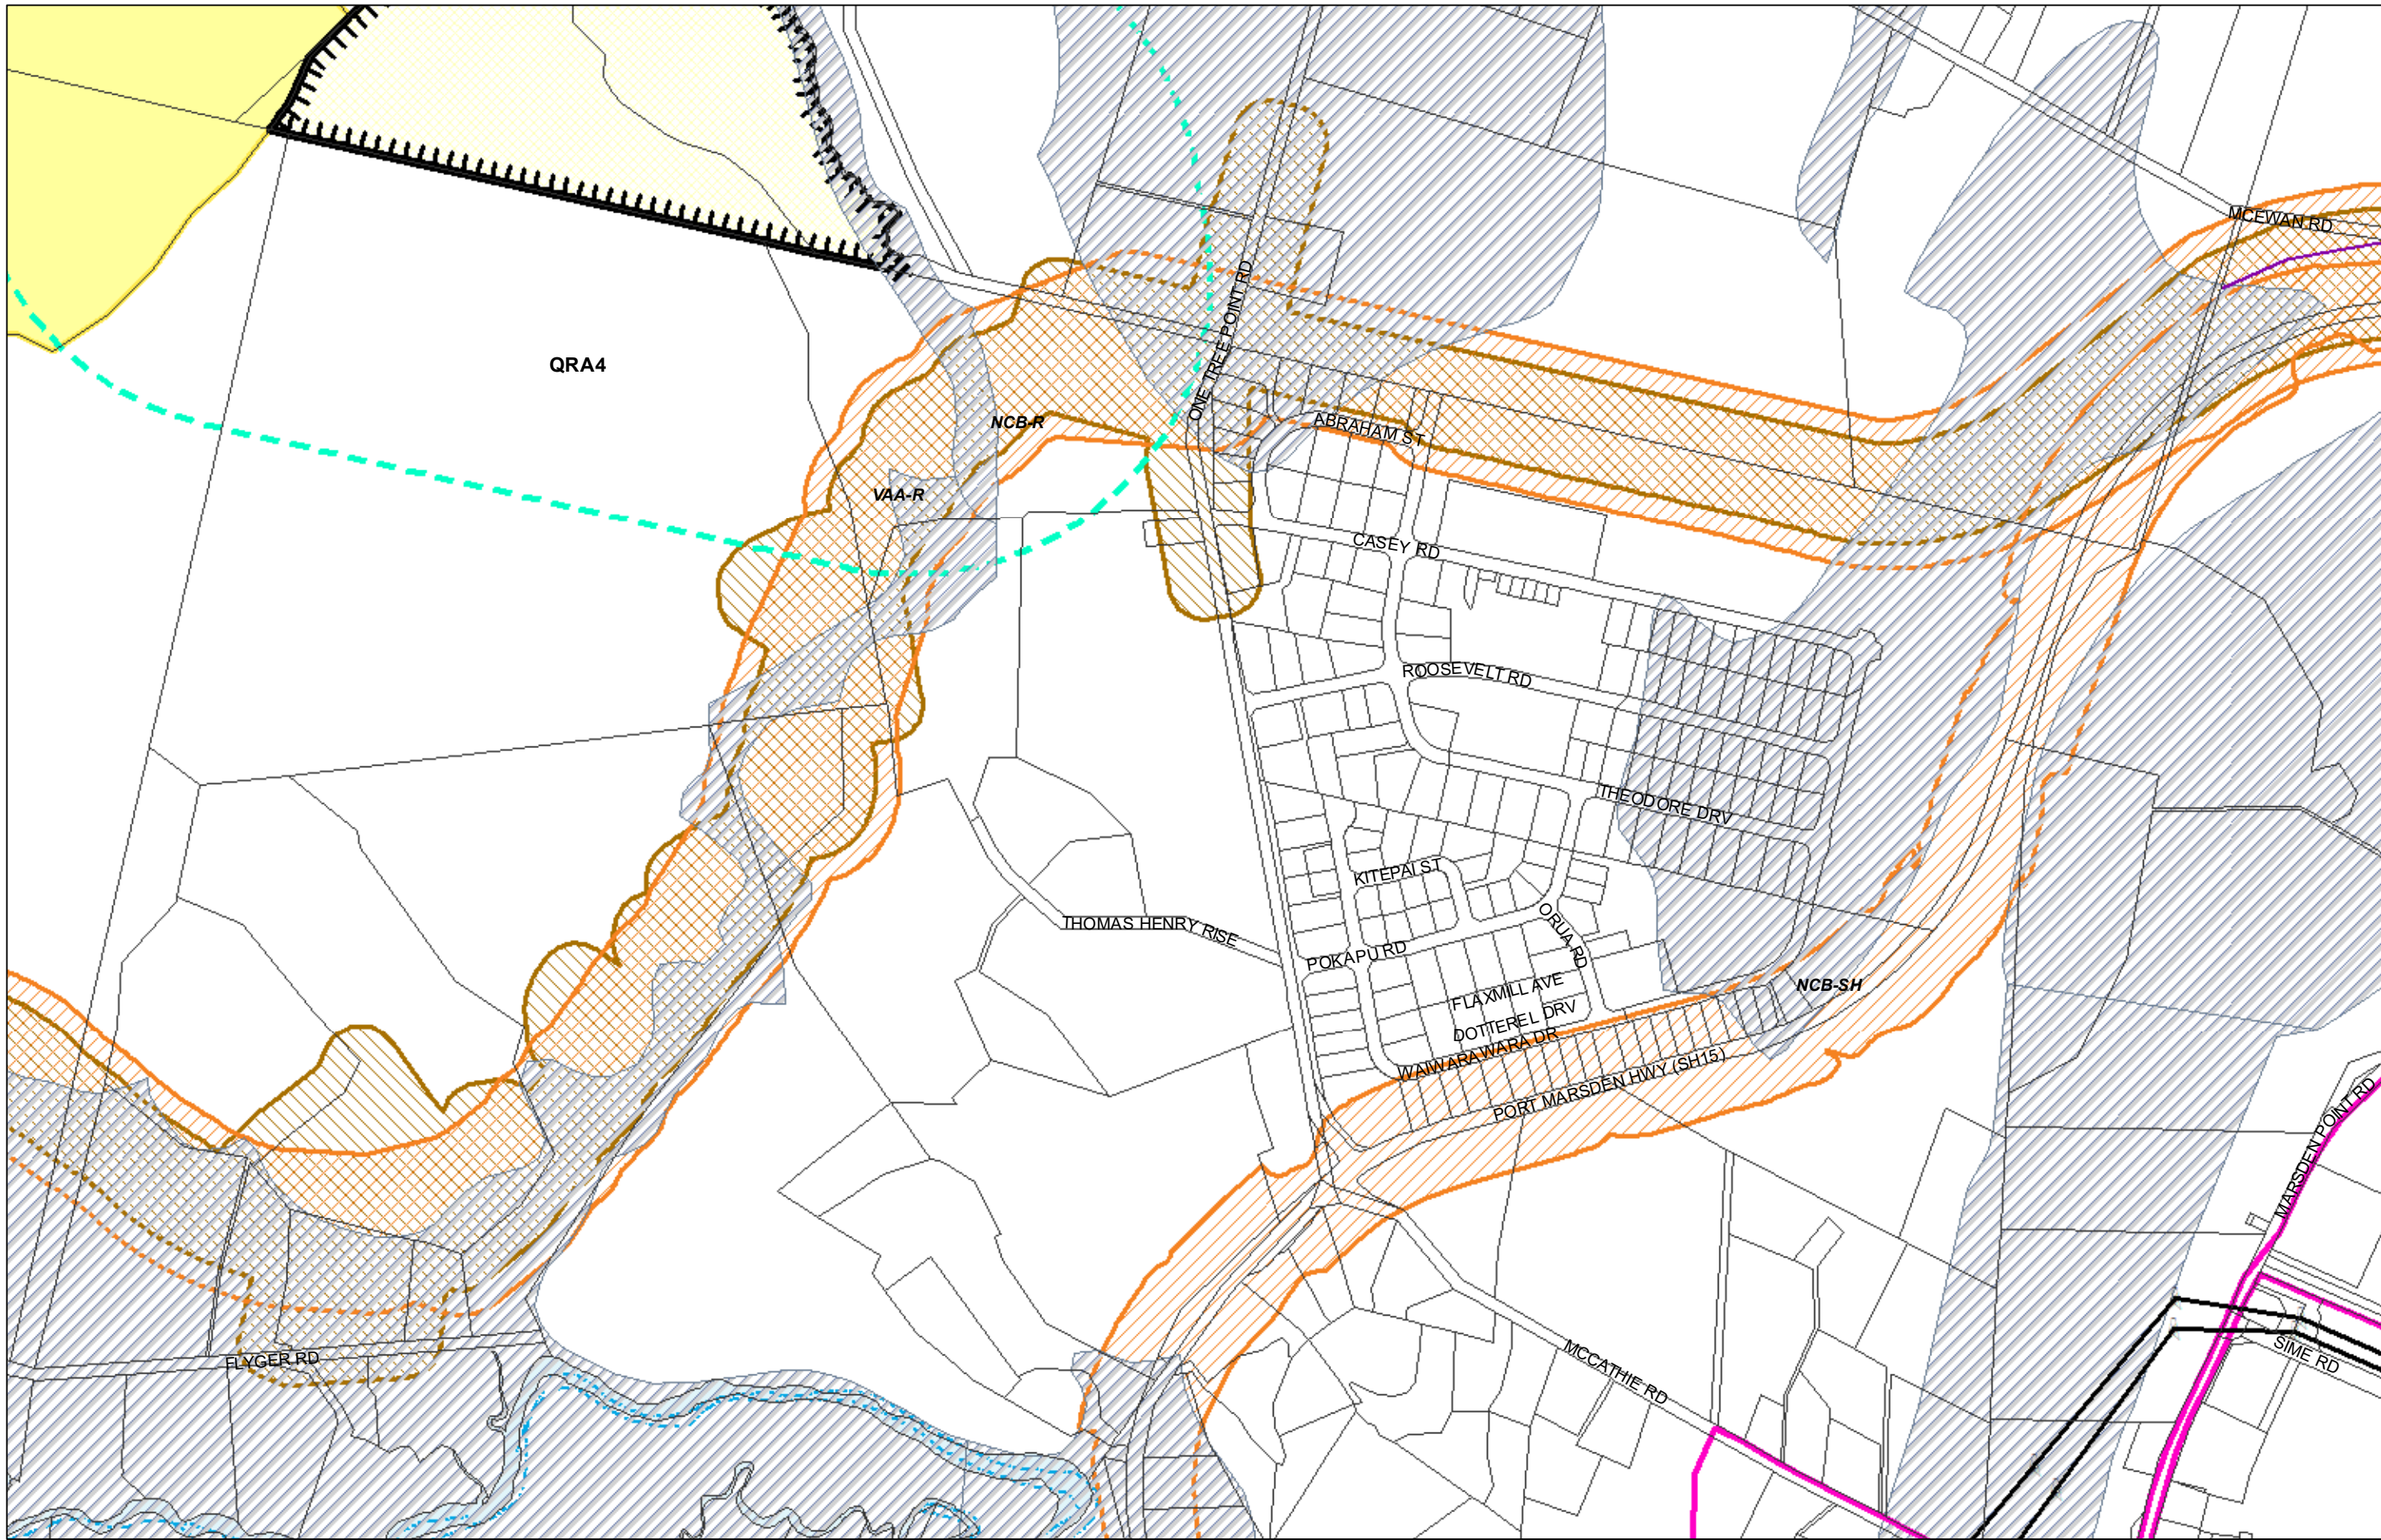 MCEWAN RD
ONE TREE POINT RD
QRA4
NCB-R
ABRAHAM ST
VAA-R
CASEY RD
ROOSEVELT RD
THEODORE DRV
KITEPAI ST
THOMAS HENRY RISE
ORUA RD
POKAPU RD
NCB-SH
FLAXMILL AVE
DOTTEREL DRV
WAIWARAWARA DR
PORT MARSDEN HWY (SH15)
MARSDEN POINT RD
FLYGER RD
MCCATHIE RD
SIME RD